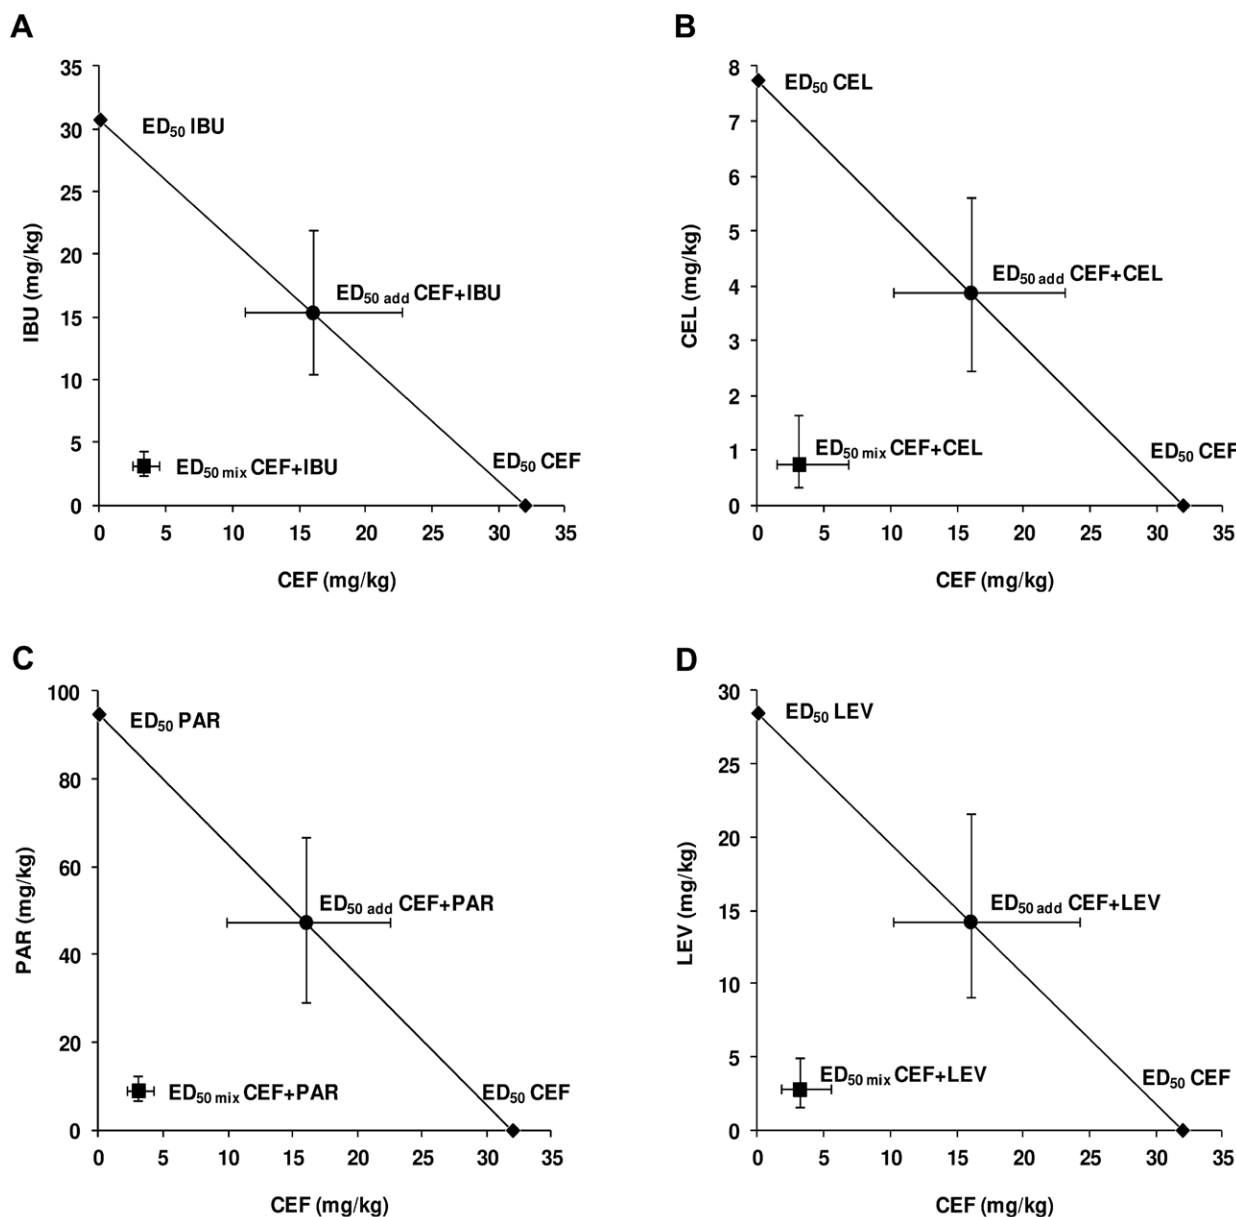 A
35
30
25
20
15
10
5
0
IBU (mg/kg)
ED50 IBU
ED50 add CEF+IBU
ED50 mix CEF+IBU
ED50 CEF
0 5 10 15 20 25 30 35
CEF (mg/kg)
B
8
7
6
5
4
3
2
1
0
CEL (mg/kg)
ED50 CEL
ED50 add CEF+CEL
ED50 mix CEF+CEL
ED50 CEF
0 5 10 15 20 25 30 35
CEF (mg/kg)
C
100
80
60
40
20
0
PAR (mg/kg)
ED50 PAR
ED50 add CEF+PAR
ED50 mix CEF+PAR
ED50 CEF
0 5 10 15 20 25 30 35
CEF (mg/kg)
D
30
25
20
15
10
5
0
LEV (mg/kg)
ED50 LEV
ED50 add CEF+LEV
ED50 mix CEF+LEV
ED50 CEF
0 5 10 15 20 25 30 35
CEF (mg/kg)